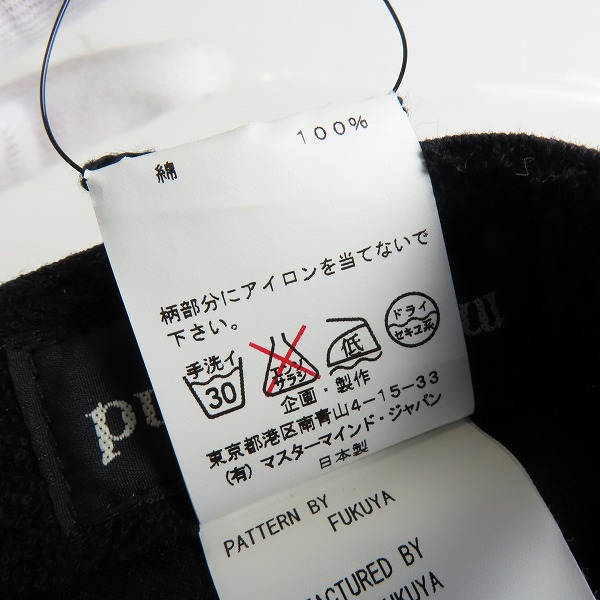 綿 100%
柄部分にアイロンを当てないで
下さい。
手洗イ
30
エンソ
サラシ
低
ドライ
セキユ系
企画・製作
東京都港区南青山4-15-33
(有) マスターマインド・ジャパン
日本製
PATTERN BY
FUKUYA
ACTURED BY
FUKUYA